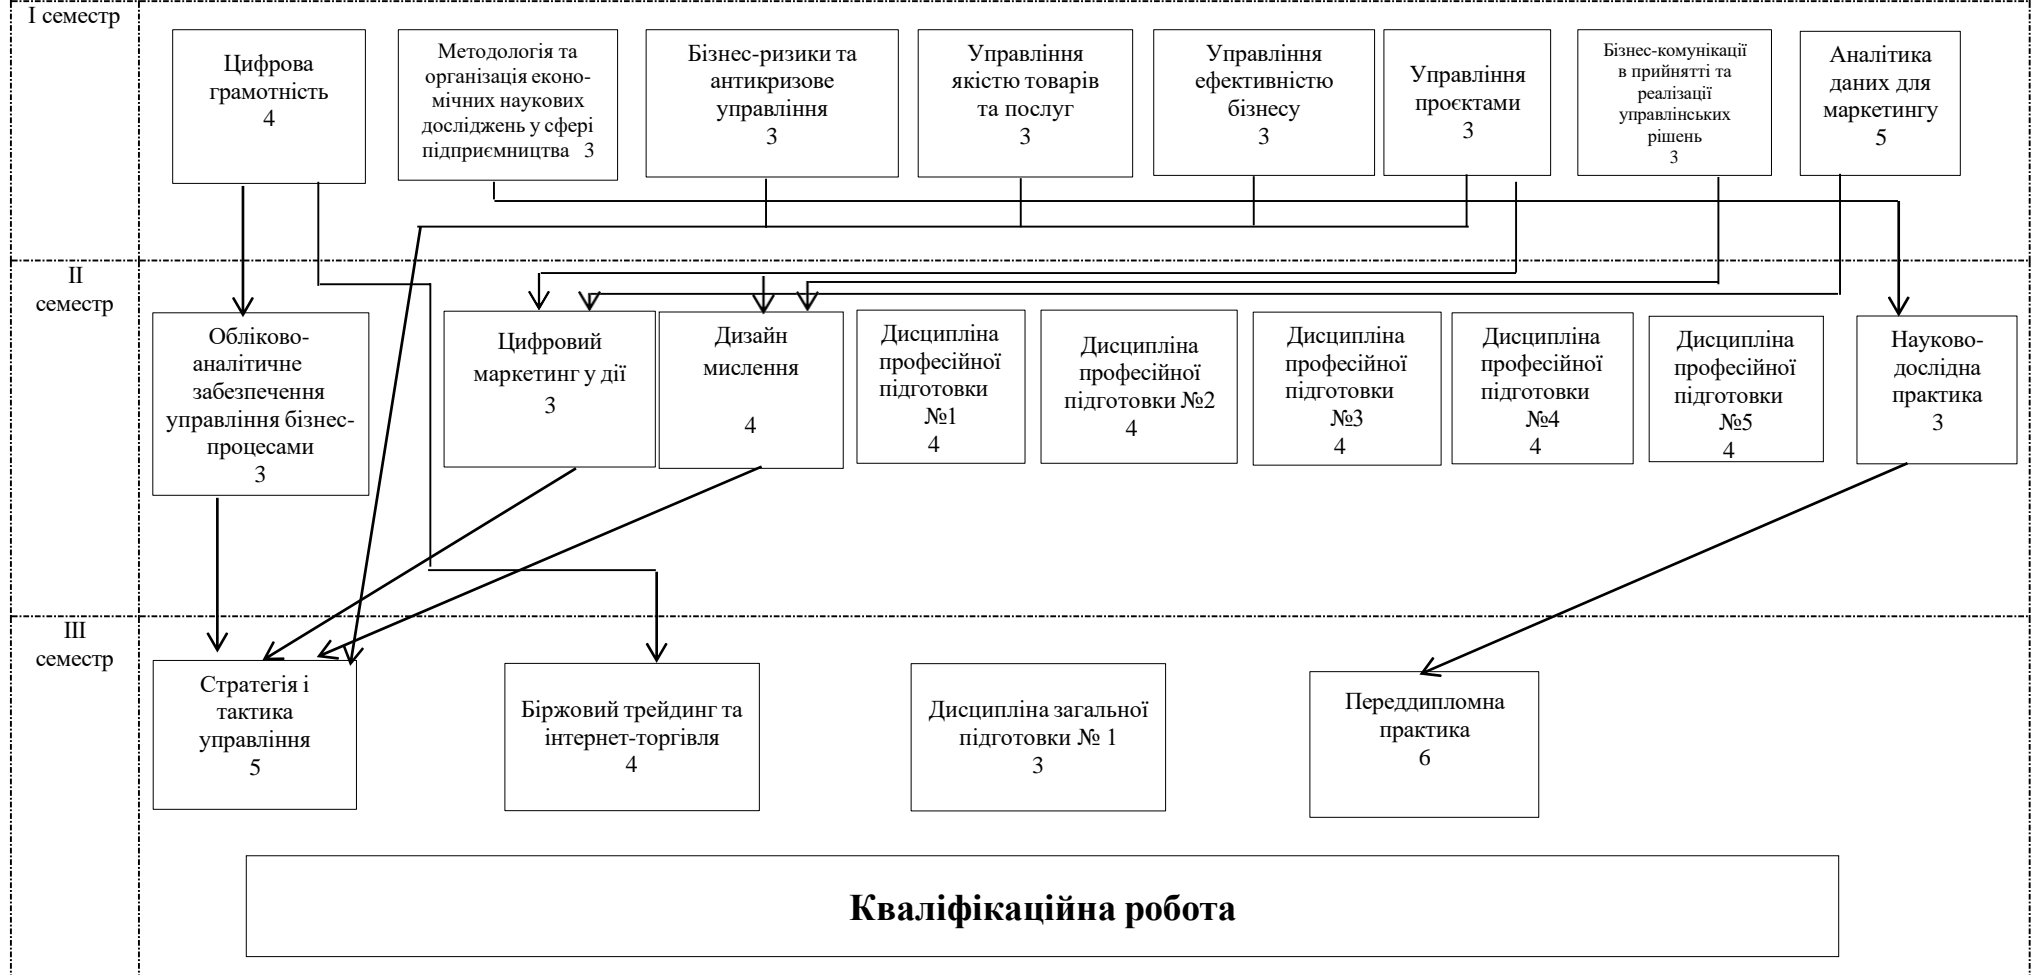 І семестр
Цифрова
грамотність
4
Методологія та
організація еконо-
мічних наукових
досліджень у сфері
підприємництва 3
Бізнес-ризики та
антикризове
управління
3
Управління
якістю товарів
та послуг
3
Управління
ефективністю
бізнесу
3
Управління
проєктами
3
Бізнес-комунікації
в прийнятті та
реалізації
управлінських
рішень
3
Аналітика
даних для
маркетингу
5
ІІ
семестр
Обліково-
аналітичне
забезпечення
управління бізнес-
процесами
3
Цифровий
маркетинг у дії
3
Дизайн
мислення
4
Дисципліна
професійної
підготовки
№1
4
Дисципліна
професійної
підготовки №2
4
Дисципліна
професійної
підготовки
№3
4
Дисципліна
професійної
підготовки
№4
4
Дисципліна
професійної
підготовки
№5
4
Науково-
дослідна
практика
3
ІІІ
семестр
Стратегія і
тактика
управління
5
Біржовий трейдинг та
інтернет-торгівля
4
Дисципліна загальної
підготовки № 1
3
Переддипломна
практика
6
Кваліфікаційна робота